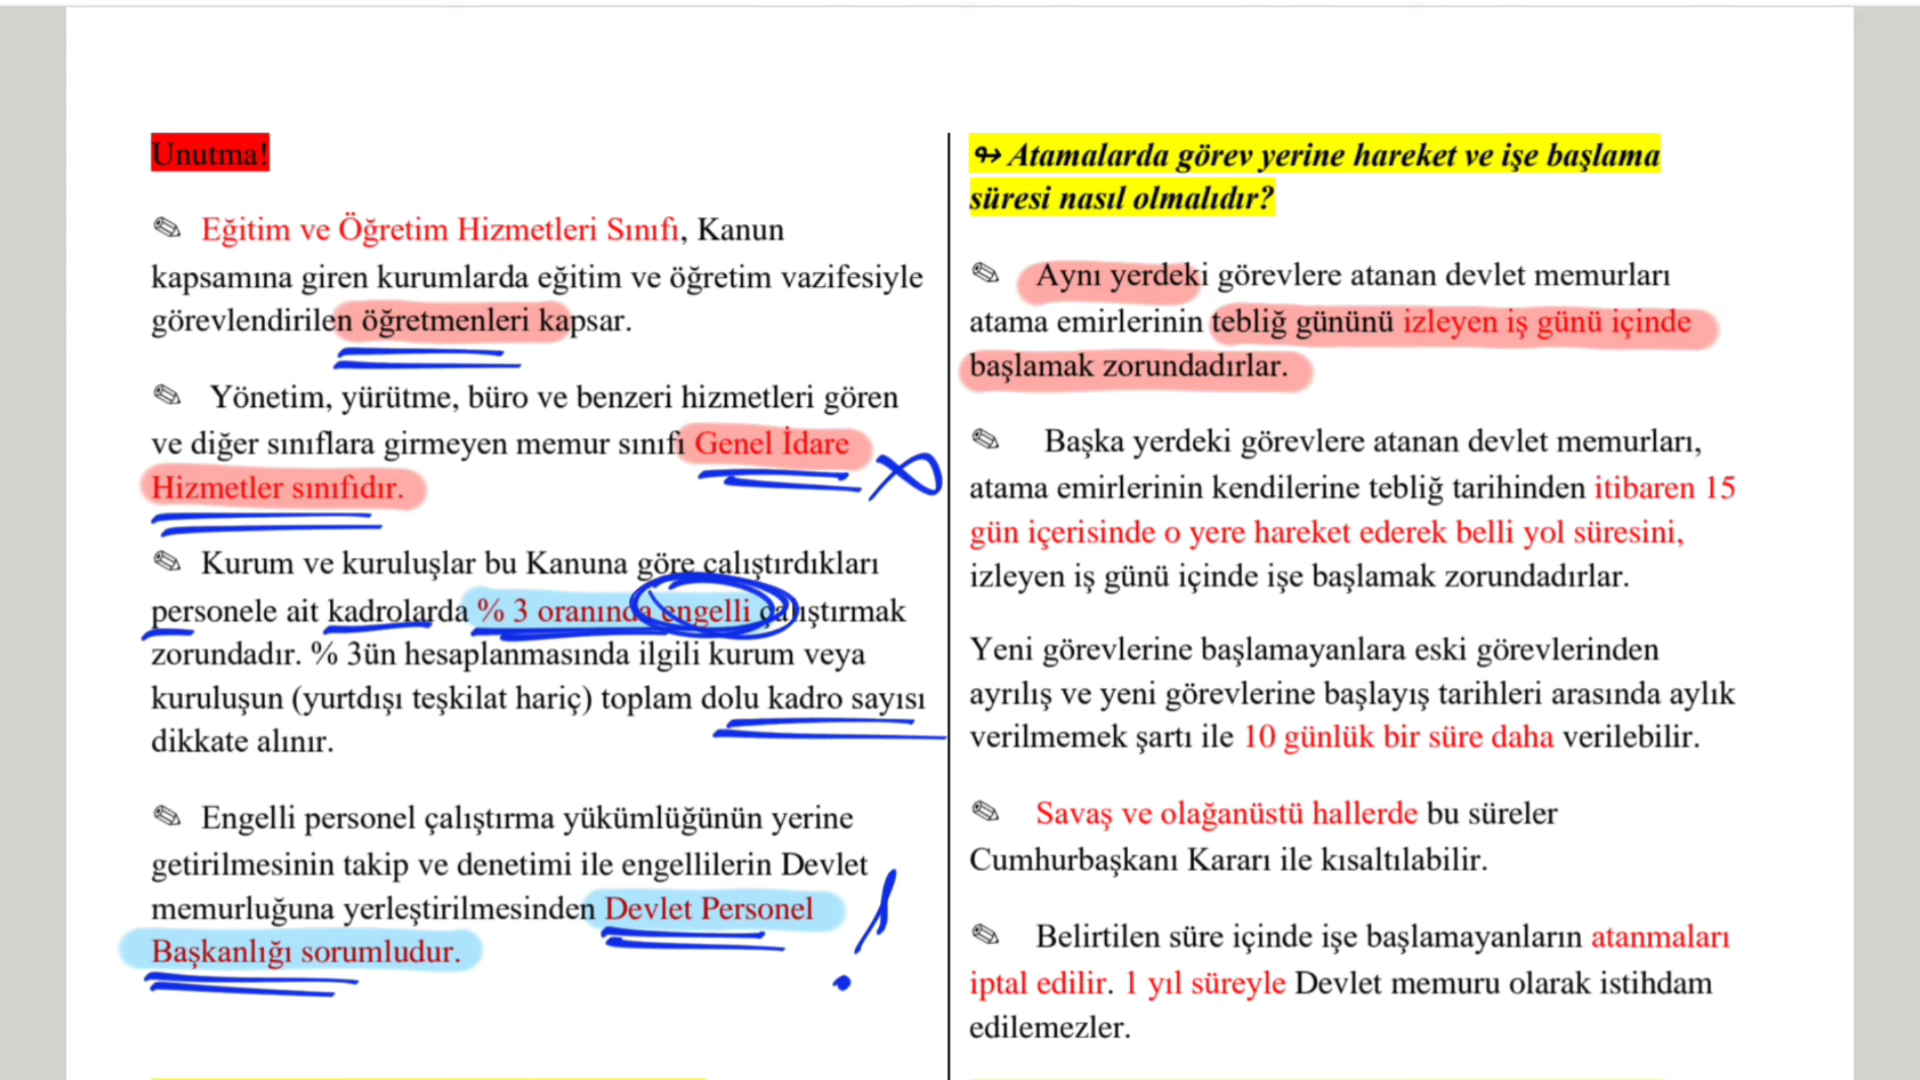 Unutma!
✎ Eğitim ve Öğretim Hizmetleri Sınıfı, Kanun
kapsamına giren kurumlarda eğitim ve öğretim vazifesiyle
görevlendirilen öğretmenleri kapsar.
✎ Yönetim, yürütme, büro ve benzeri hizmetleri gören
ve diğer sınıflara girmeyen memur sınıfı Genel İdare
Hizmetler sınıfıdır.
✎ Kurum ve kuruluşlar bu Kanuna göre çalıştırdıkları
personele ait kadrolarda % 3 oranında engelli çalıştırmak
zorundadır. % 3ün hesaplanmasında ilgili kurum veya
kuruluşun (yurtdışı teşkilat hariç) toplam dolu kadro sayısı
dikkate alınır.
✎ Engelli personel çalıştırma yükümlüğünün yerine
getirilmesinin takip ve denetimi ile engellilerin Devlet
memurluğuna yerleştirilmesinden Devlet Personel
Başkanlığı sorumludur.
!
↬ Atamalarda görev yerine hareket ve işe başlama
süresi nasıl olmalıdır?
✎ Aynı yerdeki görevlere atanan devlet memurları
atama emirlerinin tebliğ gününü izleyen iş günü içinde
başlamak zorundadırlar.
✎ Başka yerdeki görevlere atanan devlet memurları,
atama emirlerinin kendilerine tebliğ tarihinden itibaren 15
gün içerisinde o yere hareket ederek belli yol süresini,
izleyen iş günü içinde işe başlamak zorundadırlar.
Yeni görevlerine başlamayanlara eski görevlerinden
ayrılış ve yeni görevlerine başlayış tarihleri arasında aylık
verilmemek şartı ile 10 günlük bir süre daha verilebilir.
✎ Savaş ve olağanüstü hallerde bu süreler
Cumhurbaşkanı Kararı ile kısaltılabilir.
✎ Belirtilen süre içinde işe başlamayanların atanmaları
iptal edilir. 1 yıl süreyle Devlet memuru olarak istihdam
edilemezler.